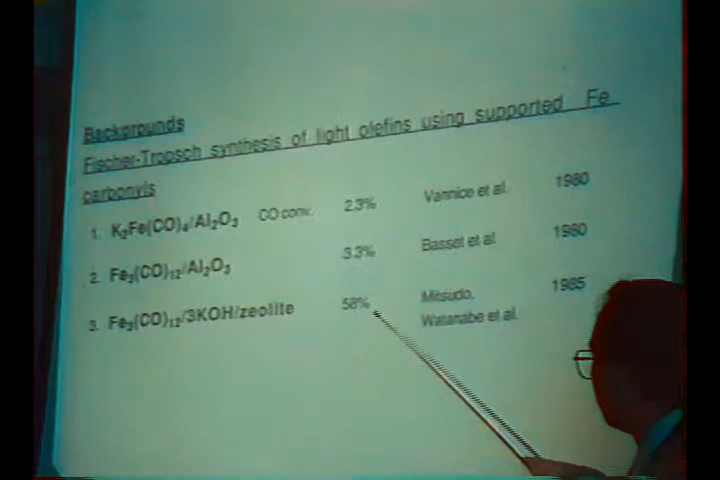 Backgrounds
Fischer-Tropsch synthesis of light olefins using supported Fe
carbonyls
1. K₂Fe(CO)₄/Al₂O₃ CO conv. 2.3% Vannice et al. 1980
2. Fe₃(CO)₁₂/Al₂O₃ 3.3% Basset et al 1980
3. Fe₃(CO)₁₂/3KOH/zeolite 58% Mitsudo, 1985
Watanabe et al.